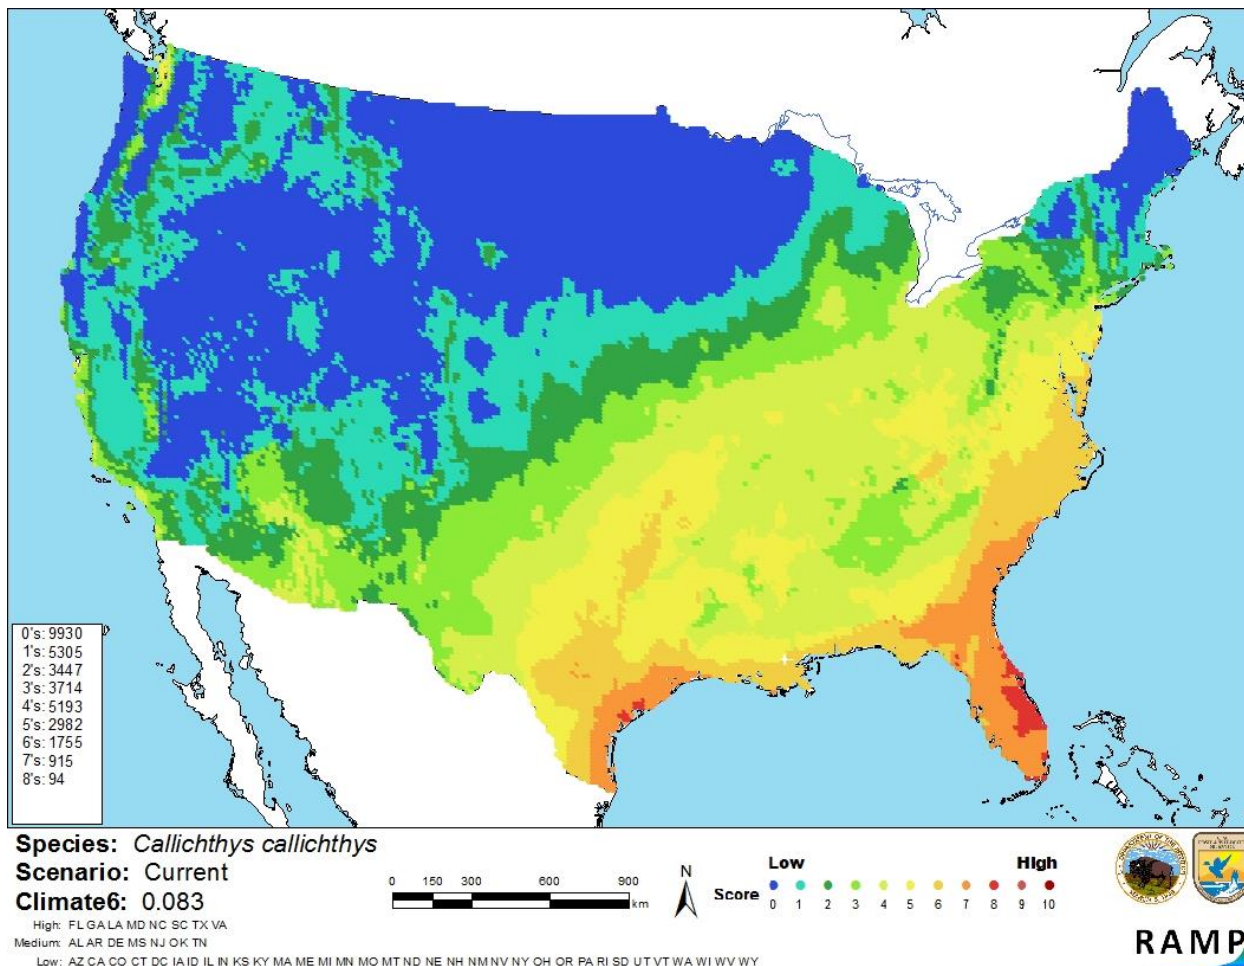 0's: 9930
1's: 5305
2's: 3447
3's: 3714
4's: 5193
5's: 2982
6's: 1755
7's: 915
8's: 94
Species: Callichthys callichthys
Scenario: Current
Climate6: 0.083
High: FL GA LA MD NC SC TX VA
Medium: AL AR DE MS NJ OK TN
Low: AZ CA CO CT DC IA ID IL IN KS KY MA ME MI MN MO MT ND NE NH NM NV NY OH OR PA RI SD UT VT WA WI WV WY
0 150 300 600 900
km
N
Low High
Score
0 1 2 3 4 5 6 7 8 9 10
RAMP